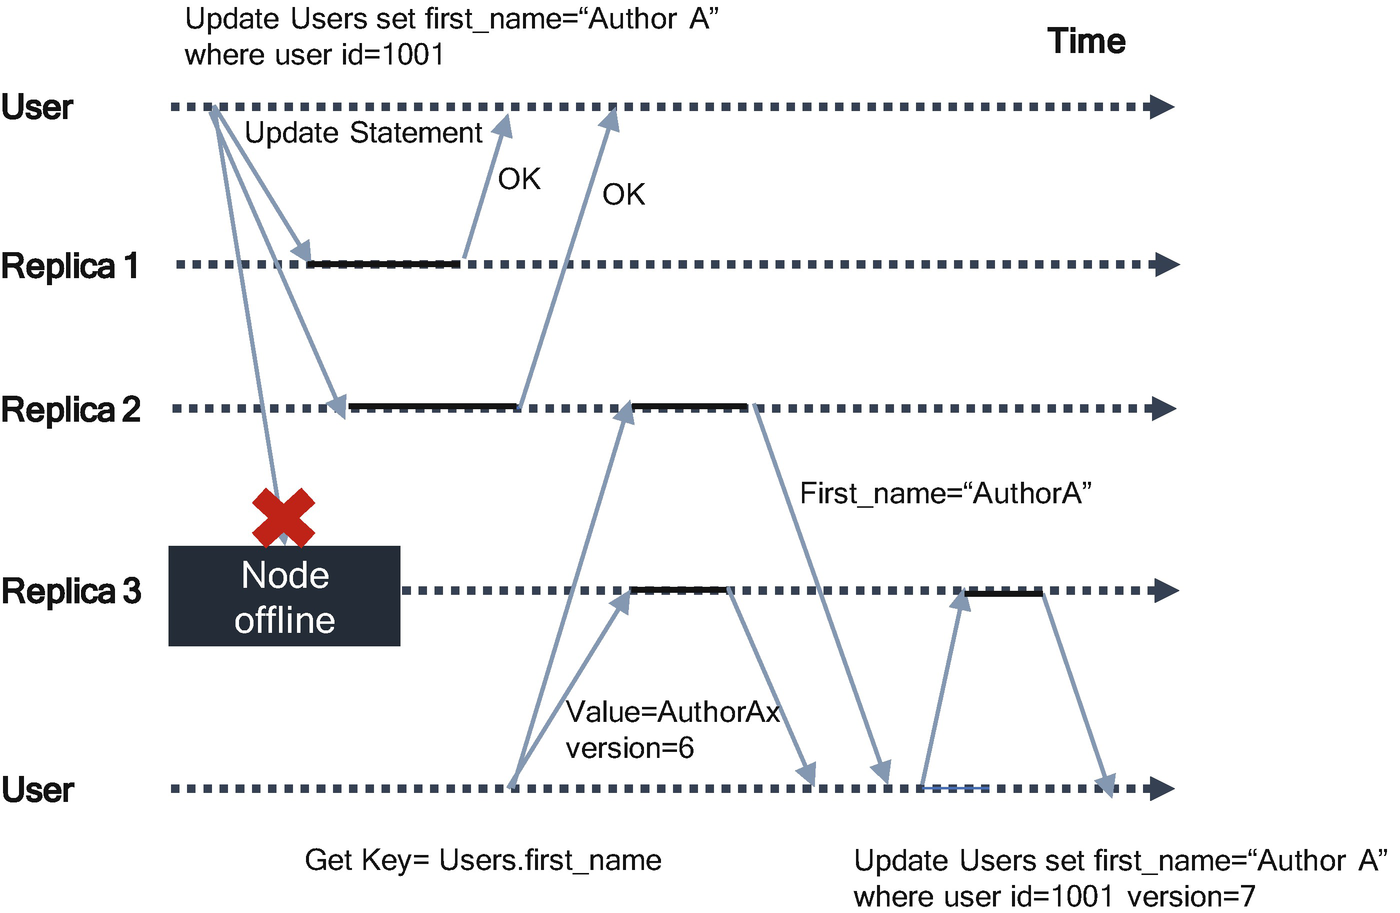 Update Users set first_name=“Author A”
where user id=1001
Time
User
Update Statement
OK
OK
Replica 1
Replica 2
First_name=“AuthorA”
Node
offline
Replica 3
Value=AuthorAx
version=6
User
Get Key= Users.first_name
Update Users set first_name=“Author A”
where user id=1001 version=7